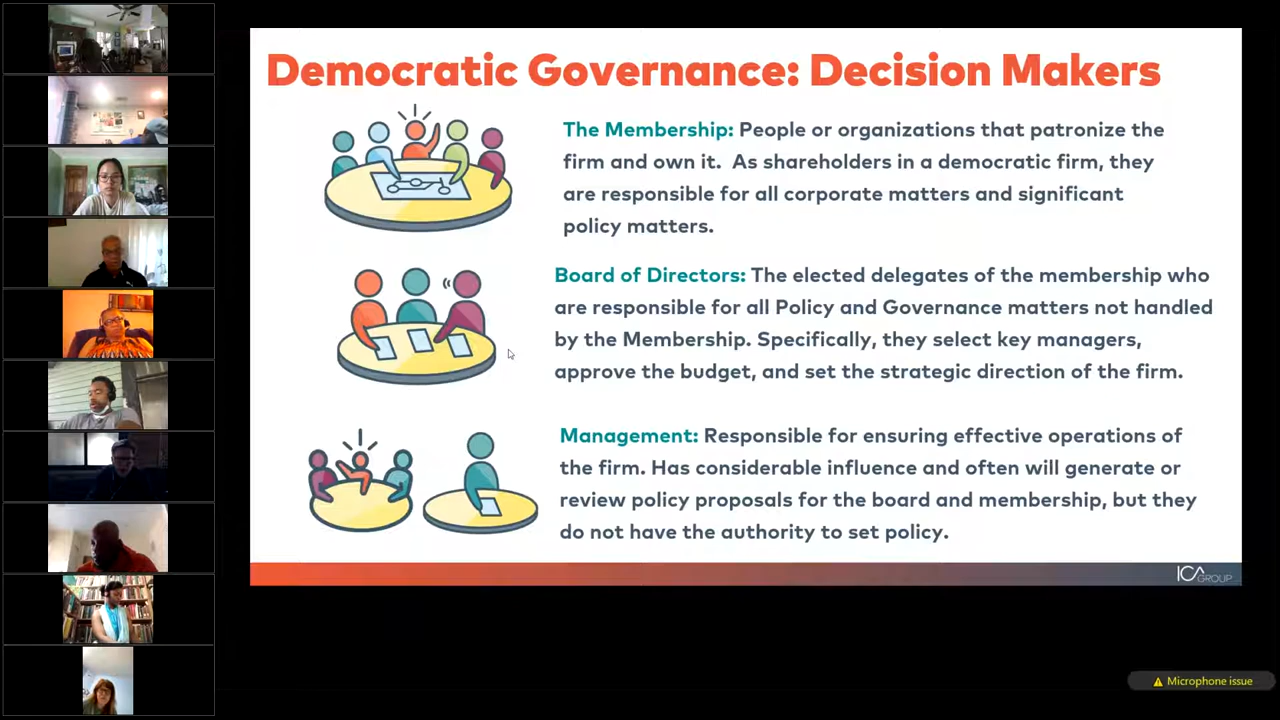 Democratic Governance: Decision Makers
The Membership: People or organizations that patronize the
firm and own it. As shareholders in a democratic firm, they
are responsible for all corporate matters and significant
policy matters.
Board of Directors: The elected delegates of the membership who
are responsible for all Policy and Governance matters not handled
by the Membership. Specifically, they select key managers,
approve the budget, and set the strategic direction of the firm.
Management: Responsible for ensuring effective operations of
the firm. Has considerable influence and often will generate or
review policy proposals for the board and membership, but they
do not have the authority to set policy.
ICA GROUP
Microphone issue